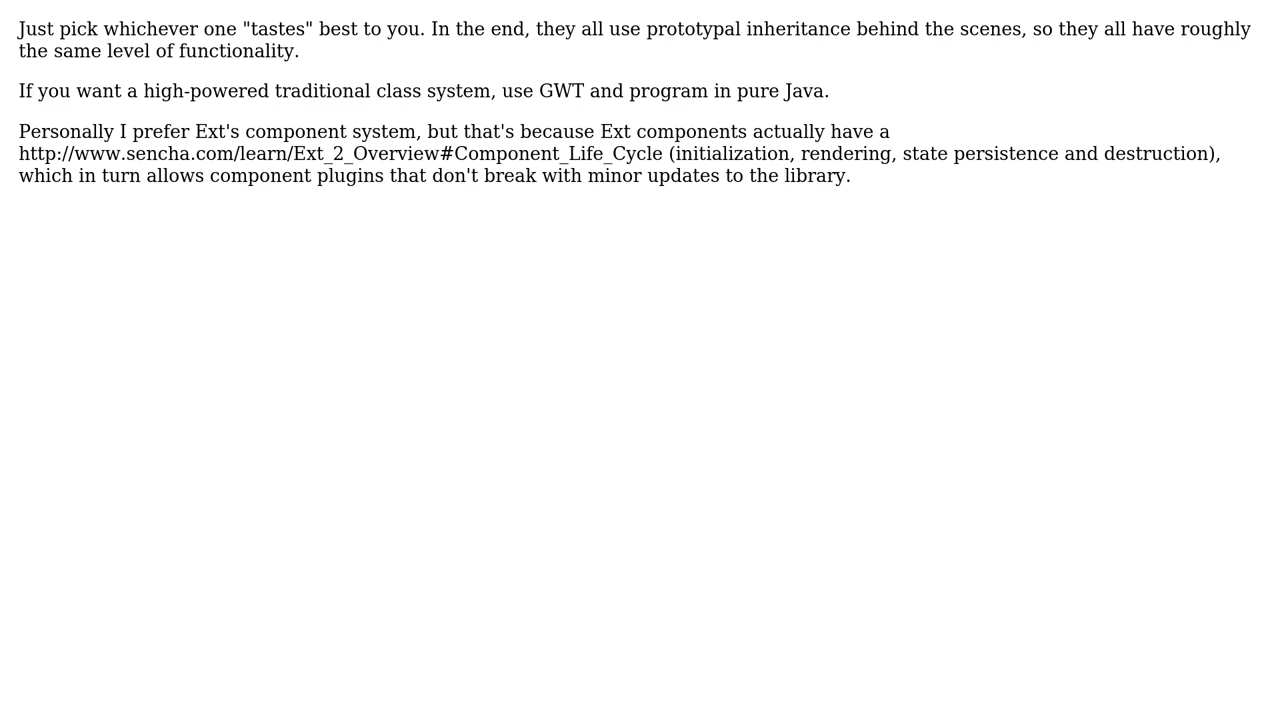 Just pick whichever one "tastes" best to you. In the end, they all use prototypal inheritance behind the scenes, so they all have roughly
the same level of functionality.
If you want a high-powered traditional class system, use GWT and program in pure Java.
Personally I prefer Ext's component system, but that's because Ext components actually have a
http://www.sencha.com/learn/Ext_2_Overview#Component_Life_Cycle (initialization, rendering, state persistence and destruction),
which in turn allows component plugins that don't break with minor updates to the library.